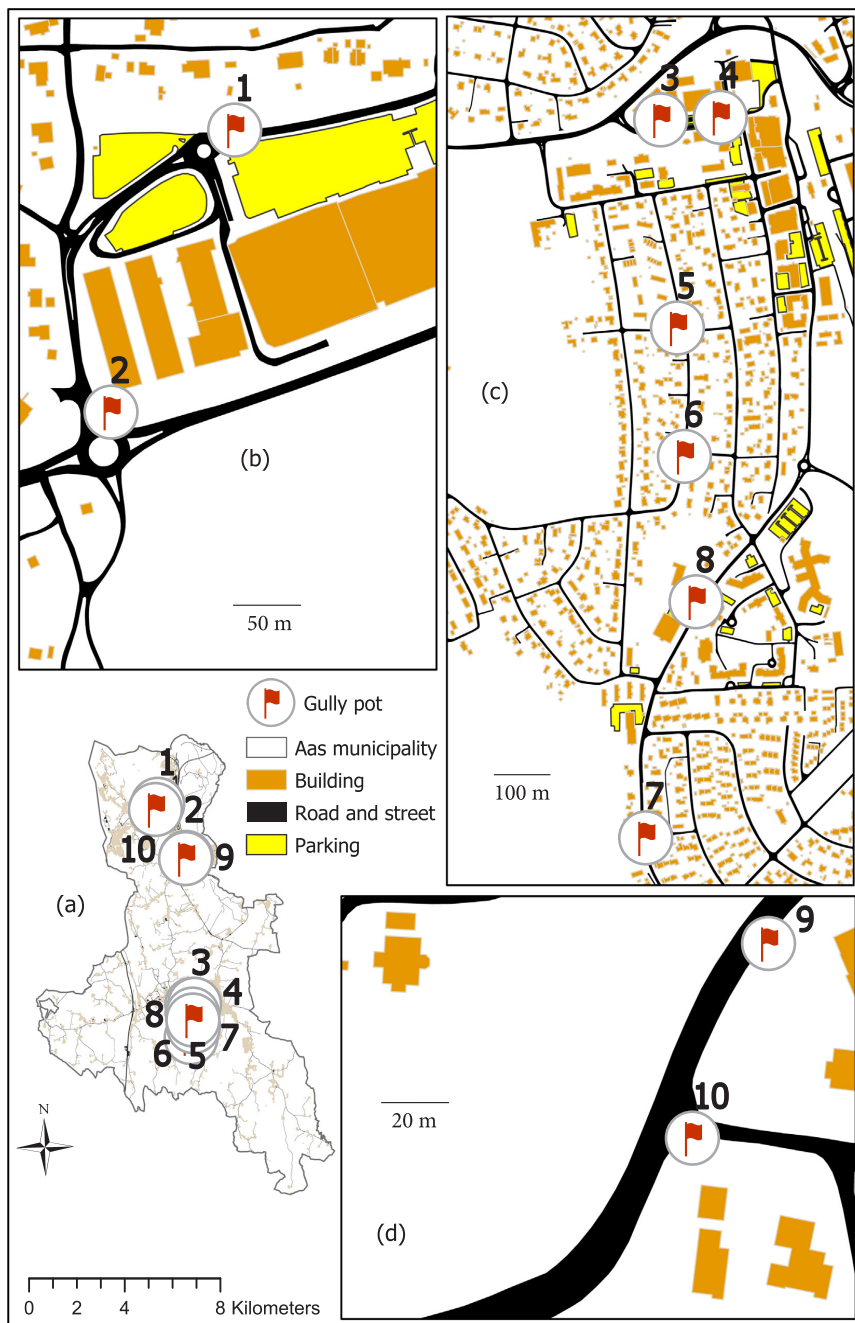 1
2
(b)
50 m
3 4
5
6
(c)
8
100 m
7
Gully pot
Aas municipality
Building
Road and street
Parking
1
2
10
9
(a)
3
4
8
7
6 5
N
0 2 4 8 Kilometers
9
10
20 m
(d)